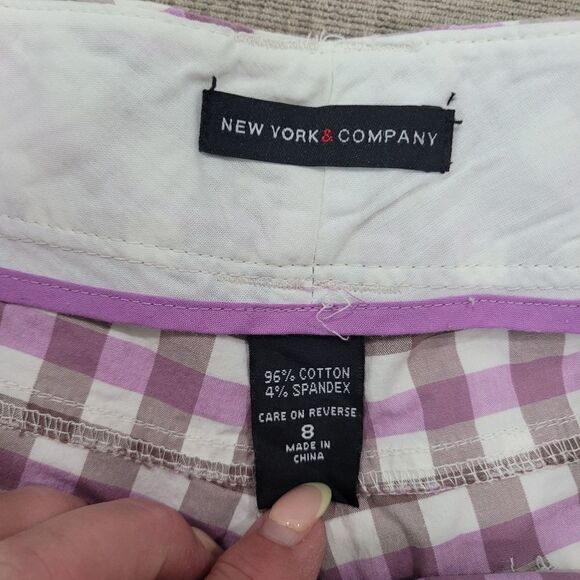 NEW YORK & COMPANY
96% COTTON
4% SPANDEX
CARE ON REVERSE
8
MADE IN
CHINA